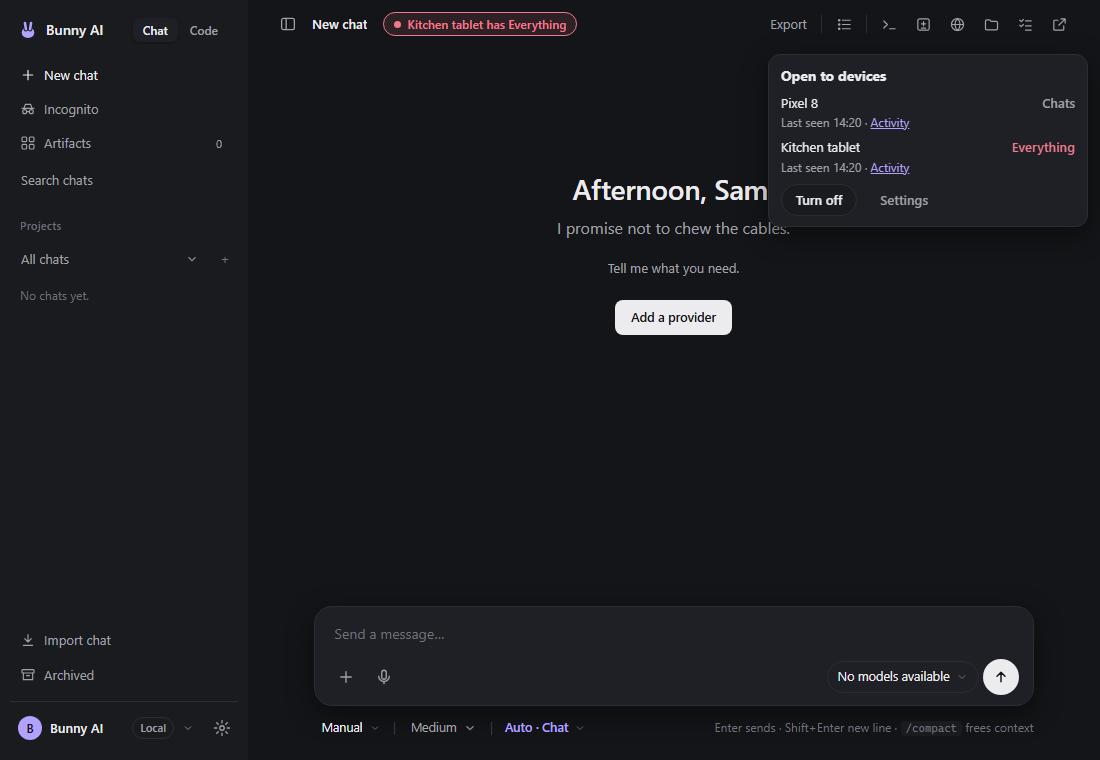 Bunny AI
Chat
Code
New chat
Incognito
Artifacts
0
Search chats
Projects
All chats
+
No chats yet.
Import chat
Archived
B
Bunny AI
Local
New chat
Kitchen tablet has Everything
Export
Open to devices
Pixel 8
Chats
Last seen 14:20 · Activity
Kitchen tablet
Everything
Last seen 14:20 · Activity
Turn off
Settings
Afternoon, Sam
I promise not to chew the cables.
Tell me what you need.
Add a provider
Send a message...
No models available
Manual
Medium
Auto · Chat
Enter sends · Shift+Enter new line · /compact frees context